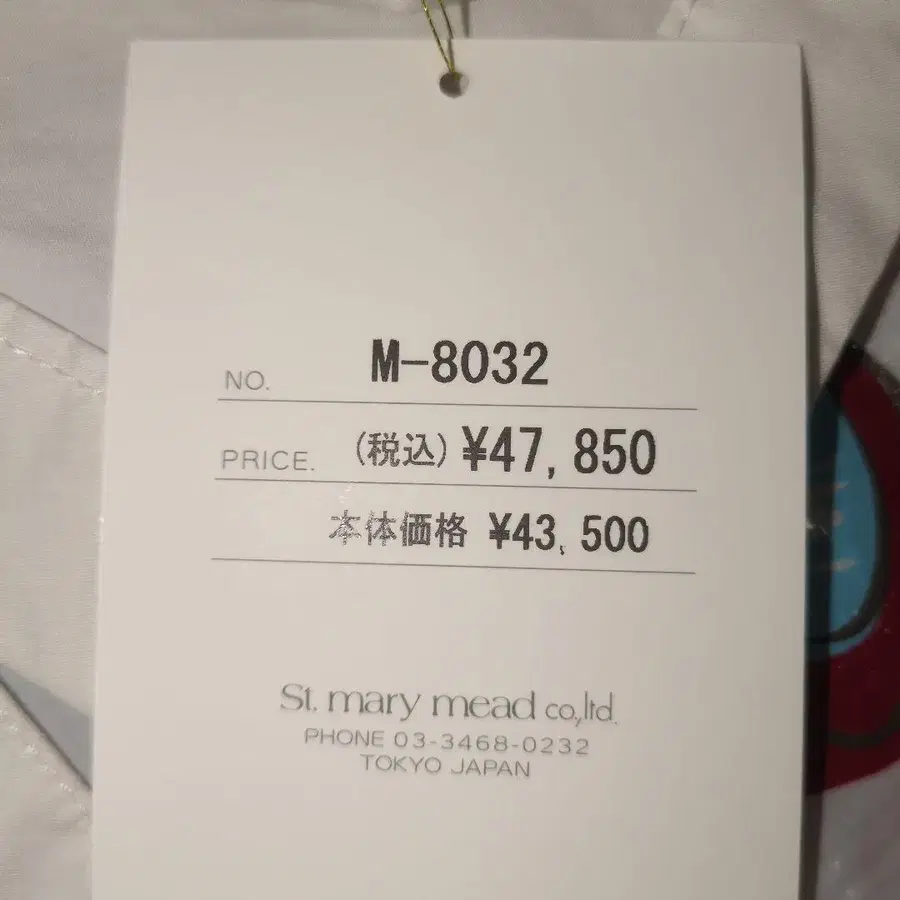 NO. M-8032
PRICE. (税込) ¥47,850
本体価格 ¥43,500
St. mary mead co.,ltd.
PHONE 03-3468-0232
TOKYO JAPAN